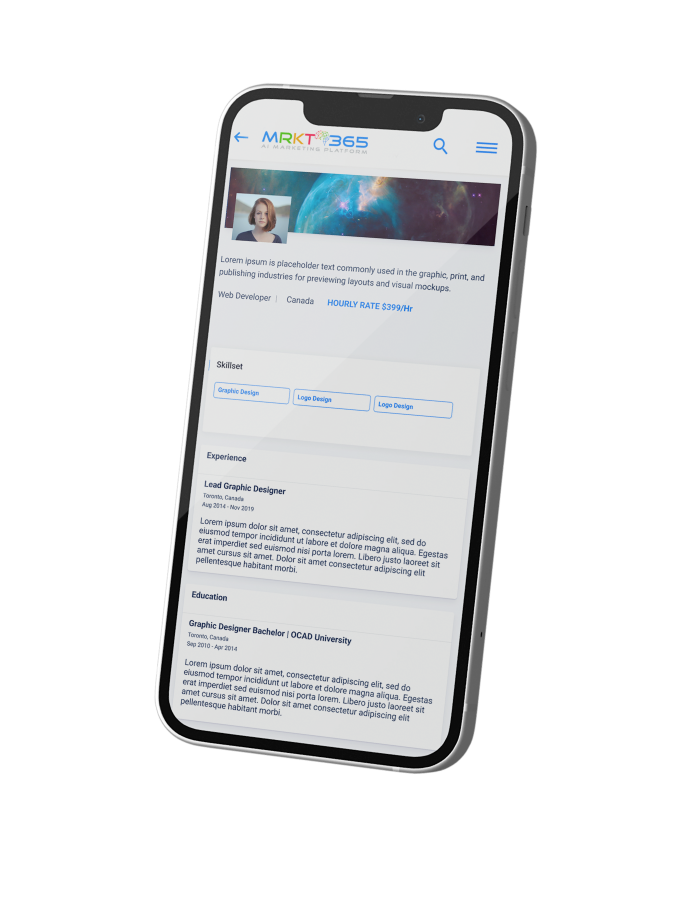 MRKT 365
AI MARKETING PLATFORM
Lorem ipsum is placeholder text commonly used in the graphic, print, and
publishing industries for previewing layouts and visual mockups.
Web Developer | Canada HOURLY RATE $399/Hr
Skillset
Graphic Design Logo Design Logo Design
Experience
Lead Graphic Designer
Toronto, Canada
Aug 2014 - Nov 2019
Lorem ipsum dolor sit amet, consectetur adipiscing elit, sed do
eiusmod tempor incididunt ut labore et dolore magna aliqua. Egestas
erat imperdiet sed euismod nisi porta lorem. Libero justo laoreet sit
amet cursus sit amet. Dolor sit amet consectetur adipiscing elit
pellentesque habitant morbi.
Education
Graphic Designer Bachelor | OCAD University
Toronto, Canada
Sep 2010 - Apr 2014
Lorem ipsum dolor sit amet, consectetur adipiscing elit, sed do
eiusmod tempor incididunt ut labore et dolore magna aliqua. Egestas
erat imperdiet sed euismod nisi porta lorem. Libero justo laoreet sit
amet cursus sit amet. Dolor sit amet consectetur adipiscing elit
pellentesque habitant morbi.